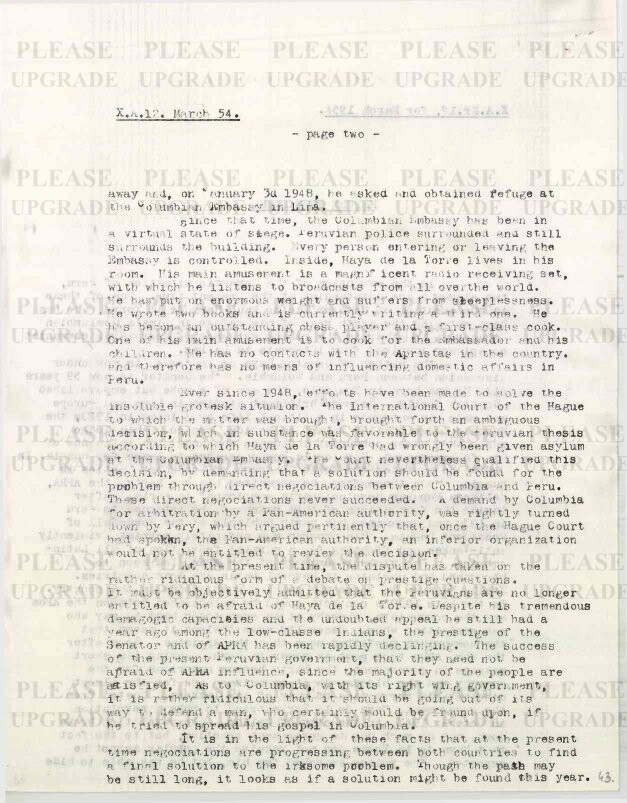 PLEASE UPGRADE PLEASE UPGRADE PLEASE UPGRADE PLEASE UPGRADE PLEASE UPGRADE
X.A.12. March 54.
- page two -
away and, on 'anuary 3d 1948, he asked and obtained refuge at
the Columbian Embassy in Lima.
Since that time, the Columbian Embassy has been in
a virtual state of siege. Peruvian police surrounded and still
surrounds the building. Every person entering or leaving the
Embassy is controlled. Inside, Haya de la Torre lives in his
room. His main amusement is a magnificent radio receiving set,
with which he listens to broadcasts from all overthe world.
He has put on enormous weight and suffers from sleeplessness.
He wrote two books and is currently writing a third one. He
has become an outstanding chess player and a first-class cook.
One of his main amusement is to cook for the Ambassador and his
children. He has no contacts with the Apristas in the country.
and therefore has no means of influencing domestic affairs in
Peru.
Ever since 1948, efforts have been made to solve the
insoluble grotesk situation. The International Court of the Hague
to which the matter was brought, brought forth an ambiguous
decision, which in substance was favorable to the Peruvian thesis
according to which Haya de la Torre had wrongly been given asylum
at the Columbian Embassy. The Court nevertheless qualified this
decision, by demanding that a solution should be found for the
problem through direct negociations between Columbia and Peru.
These direct negociations never succeeded. A demand by Columbia
for arbitration by a Pan-American authority, was rightly turned
down by Pery, which argued pertinently that, once the Hague Court
had spoken, the Pan-American authority, an inferior organization
would not be entitled to review the decision.
At the present time, the dispute has taken on the
rather ridiulous form of a debate on prestige questions.
It must be objectively admitted that the Peruvians are no longer
entitled to be afraid of Haya de la Torre. Despite his tremendous
demagogic capacities and the undoubted appeal he still had a
year ago among the low-classe Indians, the prestige of the
Senator and of APRA has been rapidly declinging. The success
of the present Peruvian goverment, that they need not be
afraid of APRA influence, since the majority of the people are
satisfied, As to Columbia, with its right wing government,
it is rather ridiculous that it should be going out of its
way to defend a man, who certainly would be frownd upon, if
he tried to spread his gospel in Columbia.
It is in the light of these facts that at the present
time negociations are progressing between both countries to find
a final solution to the irksome problem. Though the path may
be still long, it looks as if a solution might be found this year. 43.